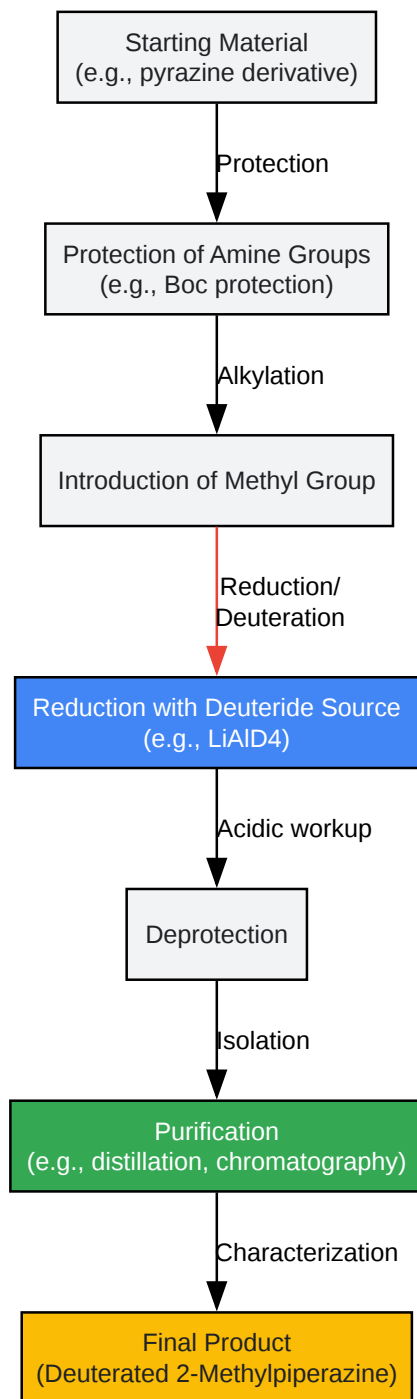 Starting Material
(e.g., pyrazine derivative)
Protection
Protection of Amine Groups
(e.g., Boc protection)
Alkylation
Introduction of Methyl Group
Reduction/
Deuteration
Reduction with Deuteride Source
(e.g., LiAlD4)
Acidic workup
Deprotection
Isolation
Purification
(e.g., distillation, chromatography)
Characterization
Final Product
(Deuterated 2-Methylpiperazine)